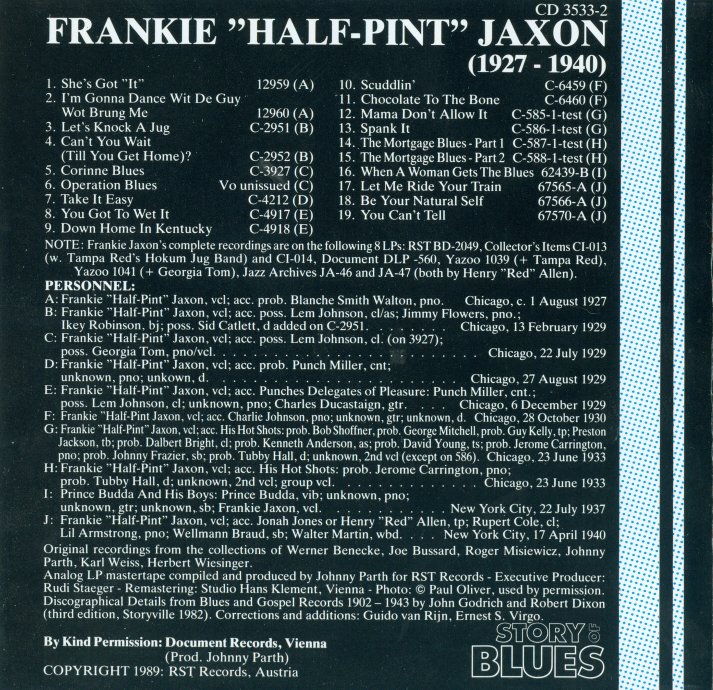 CD 3533-2
FRANKIE "HALF-PINT" JAXON
(1927 - 1940)
1. She's Got "It" 12959 (A)
2. I'm Gonna Dance Wit De Guy
Wot Brung Me 12960 (A)
3. Let's Knock A Jug C-2951 (B)
4. Can't You Wait
(Till You Get Home)? C-2952 (B)
5. Corinne Blues C-3927 (C)
6. Operation Blues Vo unissued (C)
7. Take It Easy C-4212 (D)
8. You Got To Wet It C-4917 (E)
9. Down Home In Kentucky C-4918 (E)
10. Scuddlin' C-6459 (F)
11. Chocolate To The Bone C-6460 (F)
12. Mama Don't Allow It C-585-1-test (G)
13. Spank It C-586-1-test (G)
14. The Mortgage Blues - Part 1 C-587-1 (H)
15. The Mortgage Blues - Part 2 C-588-1 (H)
16. When A Woman Gets The Blues 62439-B (I)
17. Let Me Ride Your Train 67565-A (J)
18. Be Your Natural Self 67566-A (J)
19. You Can't Tell 67570-A (J)
NOTE: Frankie Jaxon's complete recordings are on the following 8 LPs: RST BD-2049, Collector's Items CI-013
(w. Tampa Red's Hokum Jug Band) and CI-014, Document DLP -560, Yazoo 1039 (+ Tampa Red),
Yazoo 1041 (+ Georgia Tom), Jazz Archives JA-46 and JA-47 (both by Henry "Red" Allen).
PERSONNEL:
A: Frankie "Half-Pint" Jaxon, vcl; acc. prob. Blanche Smith Walton, pno. Chicago, c. 1 August 1927
B: Frankie "Half-Pint" Jaxon, vcl; acc. poss. Lem Johnson, cl/as; Jimmy Flowers, pno.;
Ikey Robinson, bj; poss. Sid Catlett, d added on C-2951. . . . . . . . Chicago, 13 February 1929
C: Frankie "Half-Pint" Jaxon, vcl; acc. poss. Lem Johnson, cl. (on 3927);
poss. Georgia Tom, pno/vcl. . . . . . . . . . . . . . . . . . . . . . . . . . Chicago, 22 July 1929
D: Frankie "Half-Pint" Jaxon, vcl; acc. prob. Punch Miller, cnt;
unknown, pno; unkown, d. . . . . . . . . . . . . . . . . . . . . . . . . . Chicago, 27 August 1929
E: Frankie "Half-Pint" Jaxon, vcl; acc. Punches Delegates of Pleasure: Punch Miller, cnt.;
poss. Lem Johnson, cl; unknown, pno; Charles Ducastaign, gtr. . . . . Chicago, 6 December 1929
F: Frankie "Half-Pint Jaxon, vcl; acc. Charlie Johnson, pno; unknown, gtr; unknown, d. Chicago, 28 October 1930
G: Frankie "Half-Pint" Jaxon, vcl; acc. His Hot Shots: prob. Bob Shoffner, prob. George Mitchell, prob. Guy Kelly, tp; Preston
Jackson, tb; prob. Dalbert Bright, cl; prob. Kenneth Anderson, as; prob. David Young, ts; prob. Jerome Carrington,
pno; prob. Johnny Frazier, sb; prob. Tubby Hall, d; unknown, 2nd vcl (except on 586). Chicago, 23 June 1933
H: Frankie "Half-Pint" Jaxon, vcl; acc. His Hot Shots: prob. Jerome Carrington, pno;
prob. Tubby Hall, d; unknown, 2nd vcl; group vcl. . . . . . . . . . . . . . Chicago, 23 June 1933
I: Prince Budda And His Boys: Prince Budda, vib; unknown, pno;
unknown, gtr; unknown, sb; Frankie Jaxon, vcl. . . . . . . . . . . . New York City, 22 July 1937
J: Frankie "Half-Pint" Jaxon, vcl; acc. Jonah Jones or Henry "Red" Allen, tp; Rupert Cole, cl;
Lil Armstrong, pno; Wellmann Braud, sb; Walter Martin, wbd. . . . New York City, 17 April 1940
Original recordings from the collections of Werner Benecke, Joe Bussard, Roger Misiewicz, Johnny
Parth, Karl Weiss, Herbert Wiesinger.
Analog LP mastertape compiled and produced by Johnny Parth for RST Records - Executive Producer:
Rudi Staeger - Remastering: Studio Hans Klement, Vienna - Photo: © Paul Oliver, used by permission.
Discographical Details from Blues and Gospel Records 1902 – 1943 by John Godrich and Robert Dixon
(third edition, Storyville 1982). Corrections and additions: Guido van Rijn, Ernest S. Virgo.
By Kind Permission: Document Records, Vienna
(Prod. Johnny Parth)
COPYRIGHT 1989: RST Records, Austria
STORY OF
BLUES